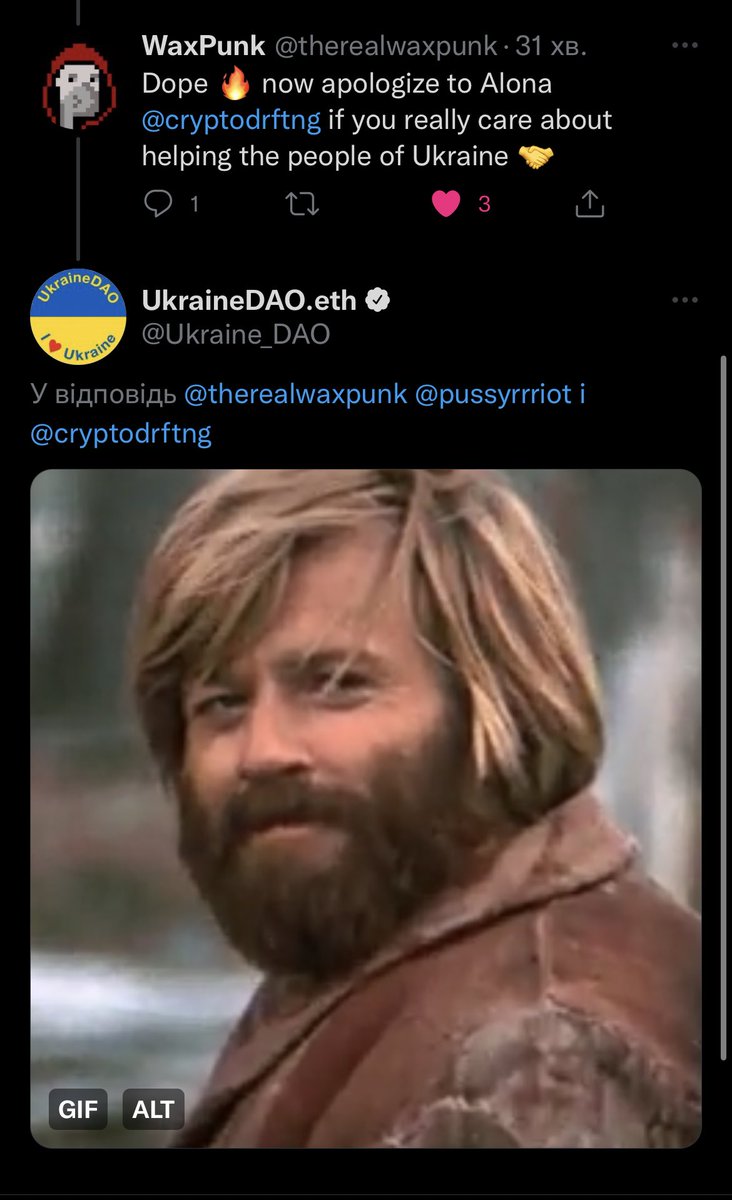 WaxPunk @therealwaxpunk · 31 хв.
Dope 🔥 now apologize to Alona
@cryptodrftng if you really care about
helping the people of Ukraine 🤝
1 3
UkraineDAO
I ❤ Ukraine
UkraineDAO.eth
@Ukraine_DAO
У відповідь @therealwaxpunk @pussyrrriot і
@cryptodrftng
GIF ALT